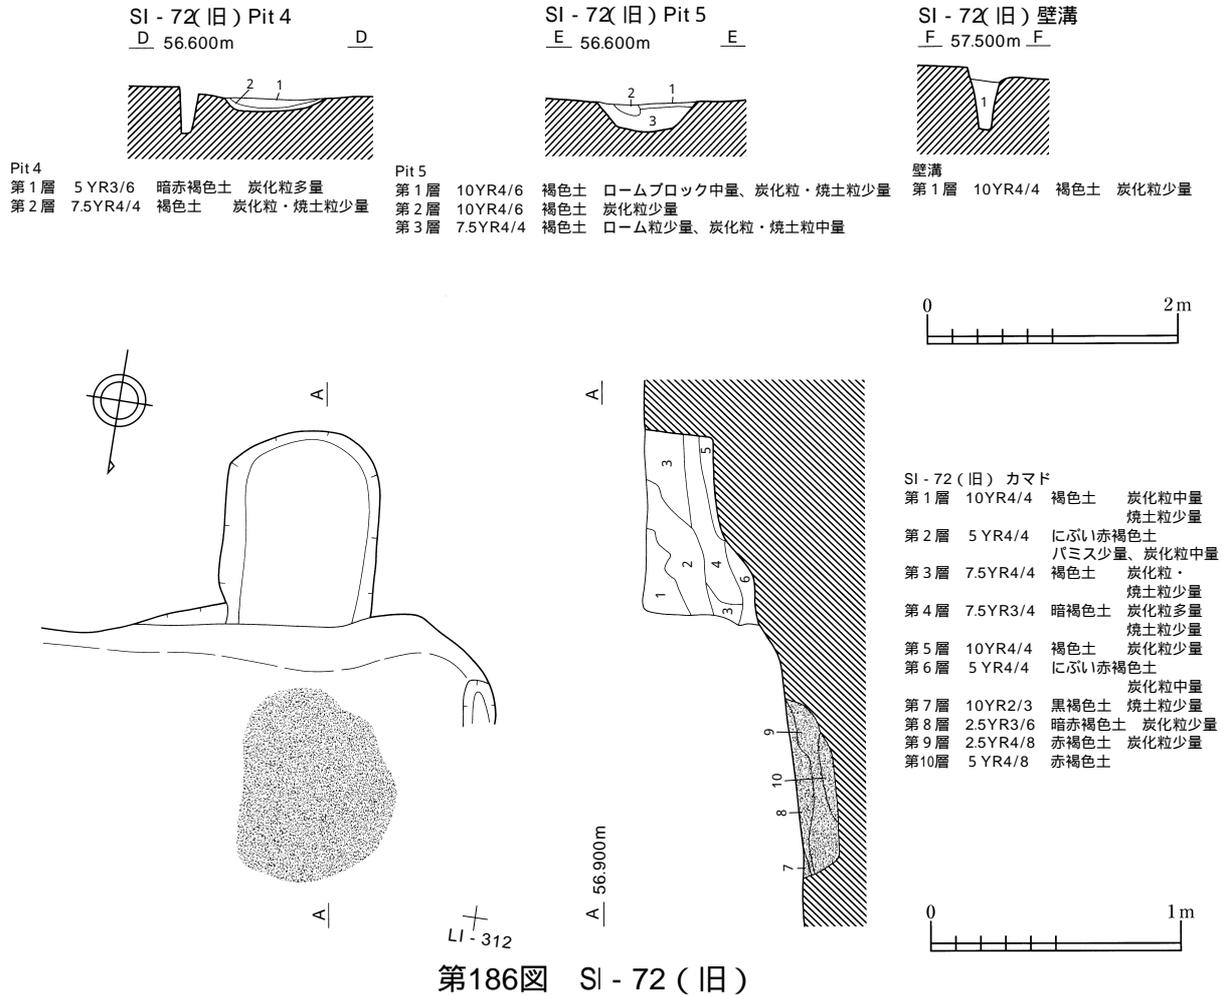 SI - 72(旧)Pit 4
D 56.600m D
2 1
Pit 4
第1層 5YR3/6 暗赤褐色土 炭化粒多量
第2層 7.5YR4/4 褐色土 炭化粒・焼土粒少量
SI - 72(旧)Pit 5
E 56.600m E
2 1
3
Pit 5
第1層 10YR4/6 褐色土 ロームブロック中量、炭化粒・焼土粒少量
第2層 10YR4/6 褐色土 炭化粒少量
第3層 7.5YR4/4 褐色土 ローム粒少量、炭化粒・焼土粒中量
SI - 72(旧)壁溝
F 57.500m F
1
壁溝
第1層 10YR4/4 褐色土 炭化粒少量
0 2m
A
A
3
5
2
4
6
1
3
9
10
8
7
A
A 56.900m
LI - 312
SI - 72(旧) カマド
第1層 10YR4/4 褐色土 炭化粒中量
焼土粒少量
第2層 5YR4/4 にぶい赤褐色土
パミス少量、炭化粒中量
第3層 7.5YR4/4 褐色土 炭化粒・
焼土粒少量
第4層 7.5YR3/4 暗褐色土 炭化粒多量
焼土粒少量
第5層 10YR4/4 褐色土 炭化粒少量
第6層 5YR4/4 にぶい赤褐色土
炭化粒中量
第7層 10YR2/3 黒褐色土 焼土粒少量
第8層 2.5YR3/6 暗赤褐色土 炭化粒少量
第9層 2.5YR4/8 赤褐色土 炭化粒少量
第10層 5YR4/8 赤褐色土
0 1m
第186図 SI - 72(旧)